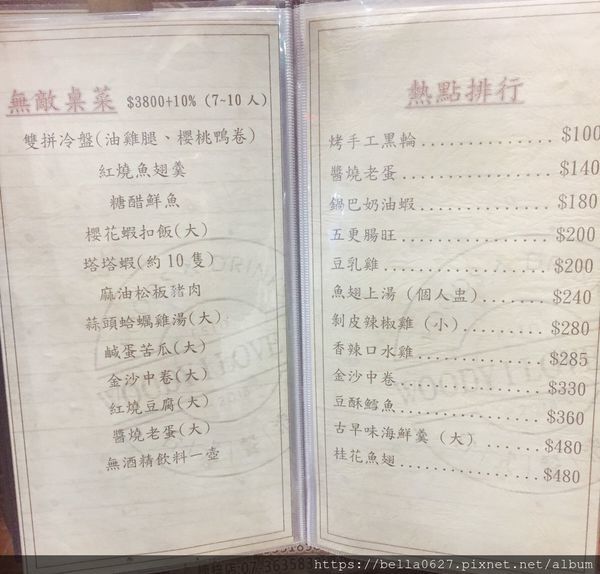 無敵桌菜 $3800+10% (7~10 人)
雙拼冷盤(油雞腿、櫻桃鴨卷)
紅燒魚翅羹
糖醋鮮魚
櫻花蝦扣飯(大)
塔塔蝦(約 10 隻)
麻油松板豬肉
蒜頭蛤蠣雞湯(大)
鹹蛋苦瓜(大)
金沙中卷(大)
紅燒豆腐(大)
醬燒老蛋(大)
無酒精飲料一壺
熱點排行
烤手工黑輪...............$100
醬燒老蛋.................$140
鍋巴奶油蝦...............$180
五更腸旺.................$200
豆乳雞...................$200
魚翅上湯 (個人盅).........$240
剝皮辣椒雞 (小)...........$280
香辣口水雞...............$285
金沙中卷.................$330
豆酥鱈魚.................$360
古早味海鮮羹 (大).........$480
桂花魚翅.................$480
https://bella0627.pixnet.net/album